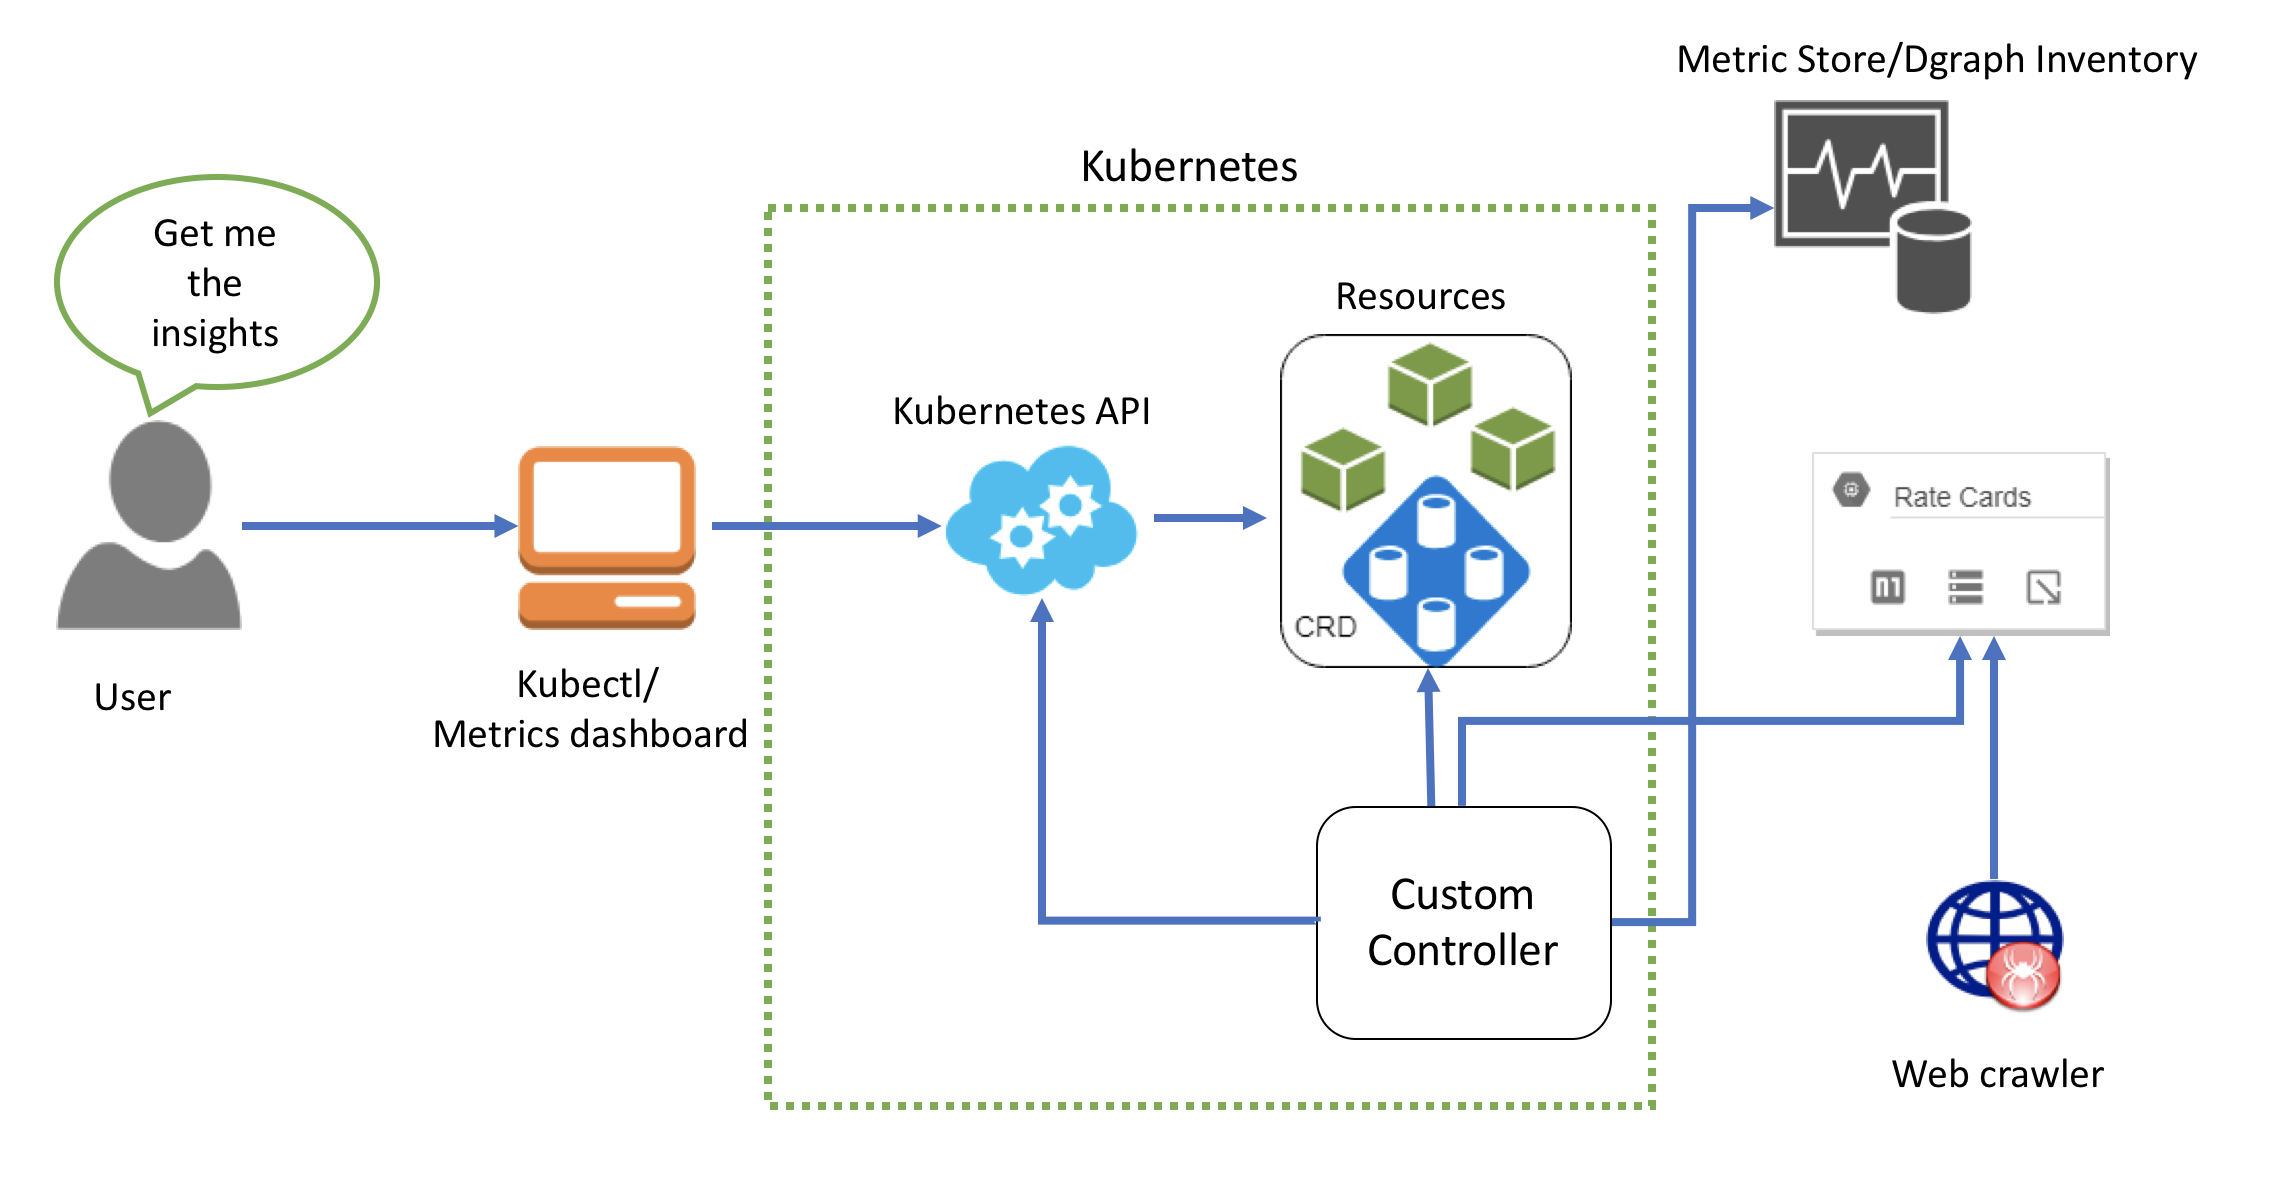 Metric Store/Dgraph Inventory
Kubernetes
Get me
the
insights
Resources
Kubernetes API
Rate Cards
n1
CRD
User
Kubectl/
Metrics dashboard
Custom
Controller
Web crawler